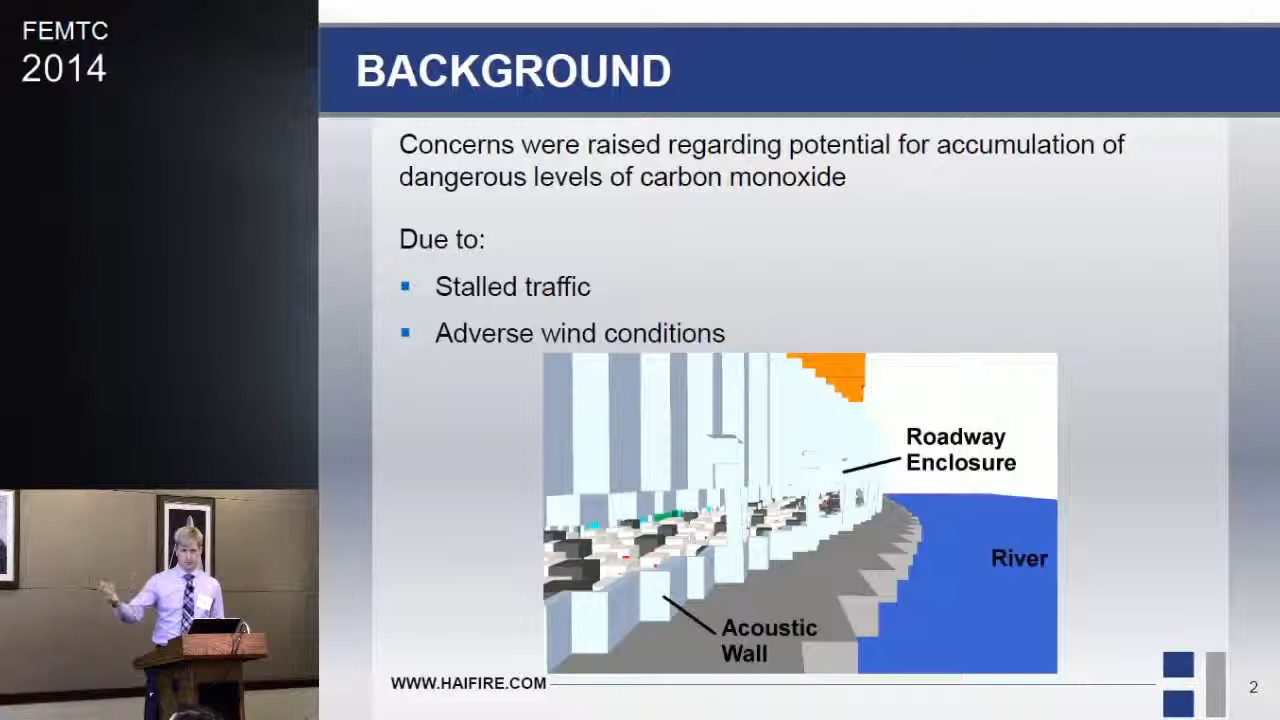 FEMTC
2014
BACKGROUND
Concerns were raised regarding potential for accumulation of
dangerous levels of carbon monoxide
Due to:
Stalled traffic
Adverse wind conditions
Roadway
Enclosure
River
Acoustic
Wall
WWW.HAIFIRE.COM
2